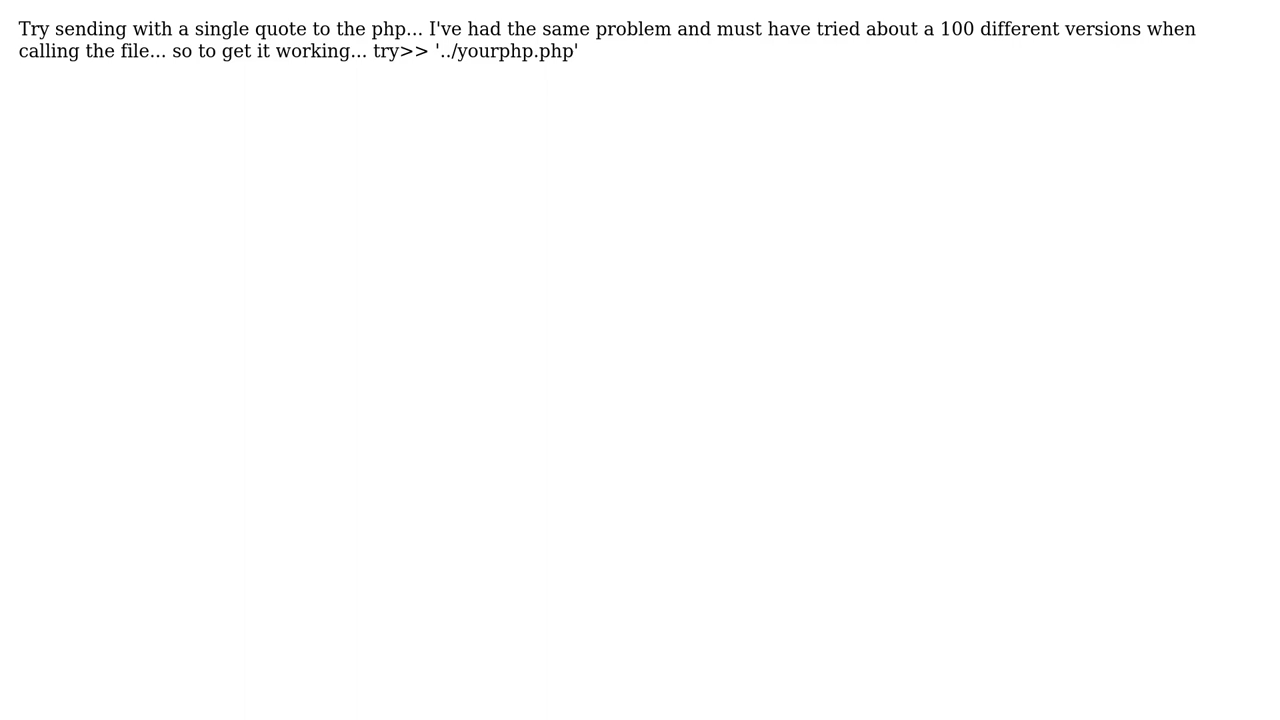 Try sending with a single quote to the php... I've had the same problem and must have tried about a 100 different versions when
calling the file... so to get it working... try>> '../yourphp.php'